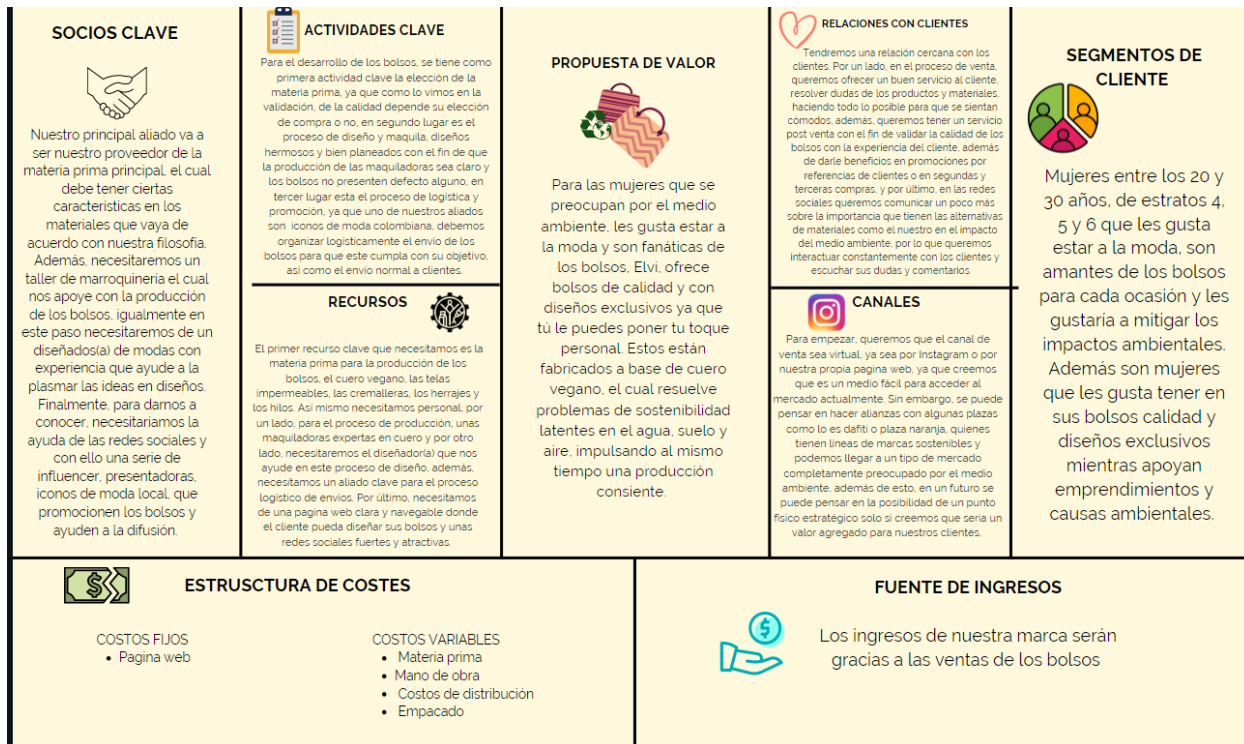 SOCIOS CLAVE
Nuestro principal aliado va a
ser nuestro proveedor de la
materia prima principal, el cual
debe tener ciertas
características en los
materiales que vaya de
acuerdo con nuestra filosofía.
Además, necesitaremos un
taller de marroquinería el cual
nos apoye con la producción
de los bolsos, igualmente en
este paso necesitaremos de un
diseñados(a) de modas con
experiencia que ayude a la
plasmar las ideas en diseños.
Finalmente, para darnos a
conocer, necesitaríamos la
ayuda de las redes sociales y
con ello una serie de
influencer, presentadoras,
iconos de moda local, que
promocionen los bolsos y
ayuden a la difusión.
ACTIVIDADES CLAVE
Para el desarrollo de los bolsos, se tiene como
primera actividad clave la elección de la
materia prima, ya que como lo vimos en la
validación, de la calidad depende su elección
de compra o no, en segundo lugar es el
proceso de diseño y maquila, diseños
hermosos y bien planeados con el fin de que
la producción de las maquiladoras sea claro y
los bolsos no presenten defecto alguno, en
tercer lugar esta el proceso de logística y
promoción, ya que uno de nuestros aliados
son iconos de moda colombiana, debemos
organizar logísticamente el envío de los
bolsos para que este cumpla con su objetivo,
así como el envío normal a clientes.
RECURSOS
El primer recurso clave que necesitamos es la
materia prima para la producción de los
bolsos, el cuero vegano, las telas
impermeables, las cremalleras, los herrajes y
los hilos. Así mismo necesitamos personal, por
un lado, para el proceso de producción, unas
maquiladoras expertas en cuero y por otro
lado, necesitaremos el diseñador(a) que nos
ayude en este proceso de diseño, además,
necesitamos un aliado clave para el proceso
logístico de envíos. Por último, necesitamos
de una pagina web clara y navegable donde
el cliente pueda diseñar sus bolsos y unas
redes sociales fuertes y atractivas.
PROPUESTA DE VALOR
Para las mujeres que se
preocupan por el medio
ambiente, les gusta estar a
la moda y son fanáticas de
los bolsos, Elvi, ofrece
bolsos de calidad y con
diseños exclusivos ya que
tú le puedes poner tu toque
personal. Estos están
fabricados a base de cuero
vegano, el cual resuelve
problemas de sostenibilidad
latentes en el agua, suelo y
aire, impulsando al mismo
tiempo una producción
consiente.
RELACIONES CON CLIENTES
Tendremos una relación cercana con los
clientes. Por un lado, en el proceso de venta,
queremos ofrecer un buen servicio al cliente,
resolver dudas de los productos y materiales,
haciendo todo lo posible para que se sientan
cómodos, además, queremos tener un servicio
post venta con el fin de validar la calidad de los
bolsos con la experiencia del cliente, además
de darle beneficios en promociones por
referencias de clientes o en segundas y
terceras compras, y por último, en las redes
sociales queremos comunicar un poco más
sobre la importancia que tienen las alternativas
de materiales como el nuestro en el impacto
del medio ambiente, por lo que queremos
interactuar constantemente con los clientes y
escuchar sus dudas y comentarios.
CANALES
Para empezar, queremos que el canal de
venta sea virtual, ya sea por Instagram o por
nuestra propia pagina web, ya que creemos
que es un medio fácil para acceder al
mercado actualmente. Sin embargo, se puede
pensar en hacer alianzas con algunas plazas
como lo es dafiti o plaza naranja, quienes
tienen líneas de marcas sostenibles y
podemos llegar a un tipo de mercado
completamente preocupado por el medio
ambiente, además de esto, en un futuro se
puede pensar en la posibilidad de un punto
físico estratégico solo si creemos que seria un
valor agregado para nuestros clientes.
SEGMENTOS DE
CLIENTE
Mujeres entre los 20 y
30 años, de estratos 4,
5 y 6 que les gusta
estar a la moda, son
amantes de los bolsos
para cada ocasión y les
gustaría a mitigar los
impactos ambientales.
Además son mujeres
que les gusta tener en
sus bolsos calidad y
diseños exclusivos
mientras apoyan
emprendimientos y
causas ambientales.
ESTRUSCTURA DE COSTES
COSTOS FIJOS
• Pagina web
COSTOS VARIABLES
• Materia prima
• Mano de obra
• Costos de distribución
• Empacado
FUENTE DE INGRESOS
Los ingresos de nuestra marca serán
gracias a las ventas de los bolsos